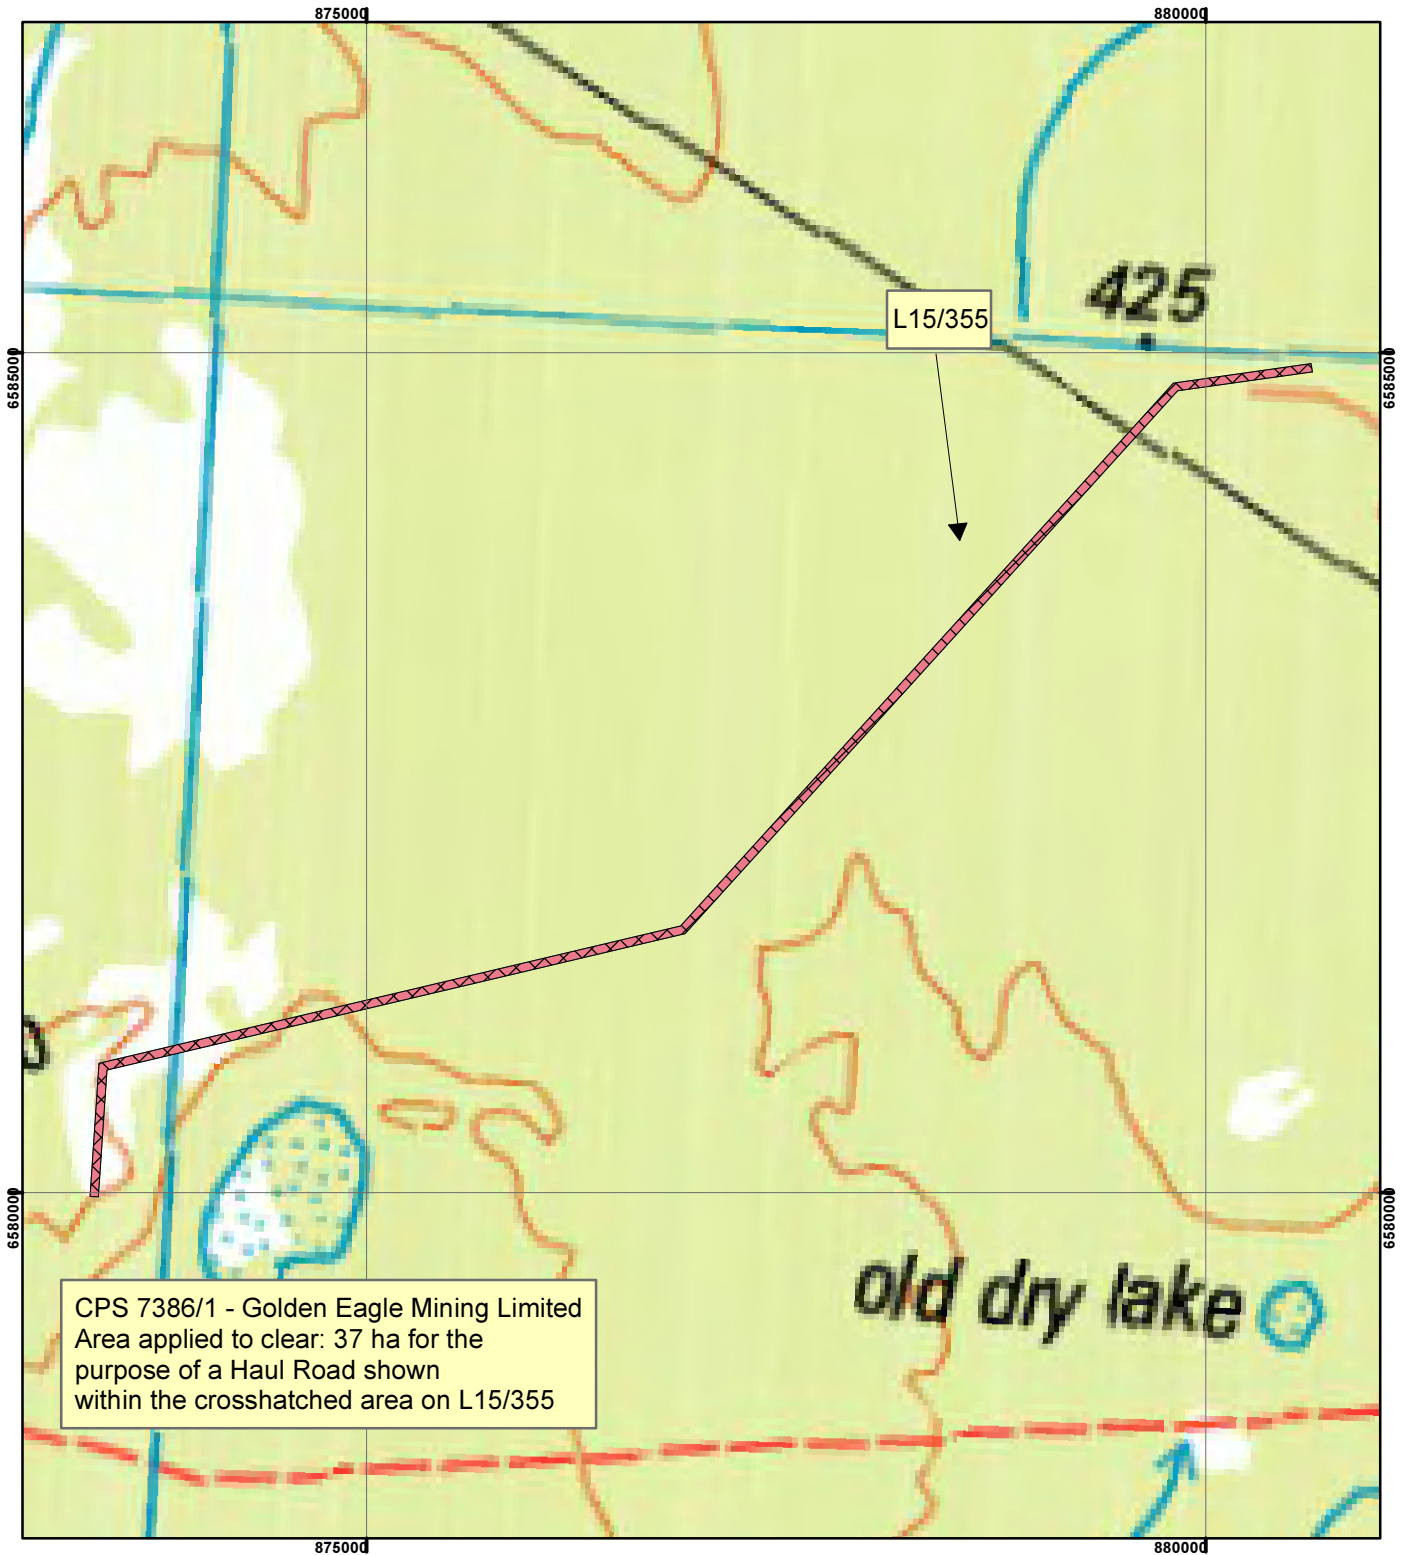 875000
880000
425
L15/355
6585000
6585000
6580000
6580000
old dry lake
CPS 7386/1 - Golden Eagle Mining Limited
Area applied to clear: 37 ha for the
purpose of a Haul Road shown
within the crosshatched area on L15/355
875000
880000